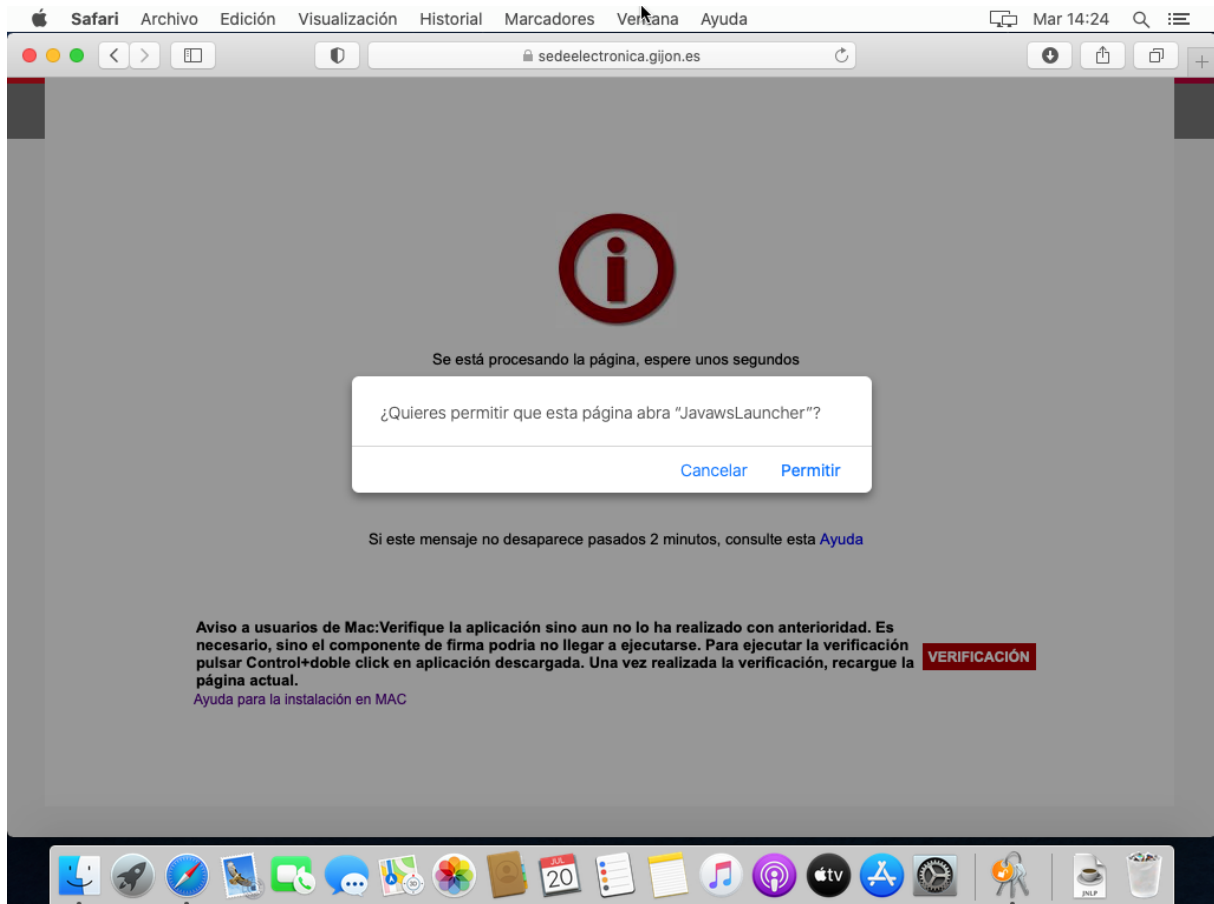 Safari Archivo Edición Visualización Historial Marcadores Ventana Ayuda Mar 14:24
sedeelectronica.gijon.es
Se está procesando la página, espere unos segundos
¿Quieres permitir que esta página abra “JavawsLauncher”?
Cancelar Permitir
Si este mensaje no desaparece pasados 2 minutos, consulte esta Ayuda
Aviso a usuarios de Mac:Verifique la aplicación sino aun no lo ha realizado con anterioridad. Es
necesario, sino el componente de firma podria no llegar a ejecutarse. Para ejecutar la verificación
pulsar Control+doble click en aplicación descargada. Una vez realizada la verificación, recargue la
página actual.
VERIFICACIÓN
Ayuda para la instalación en MAC
JUL
20
3D
tv
JNLP